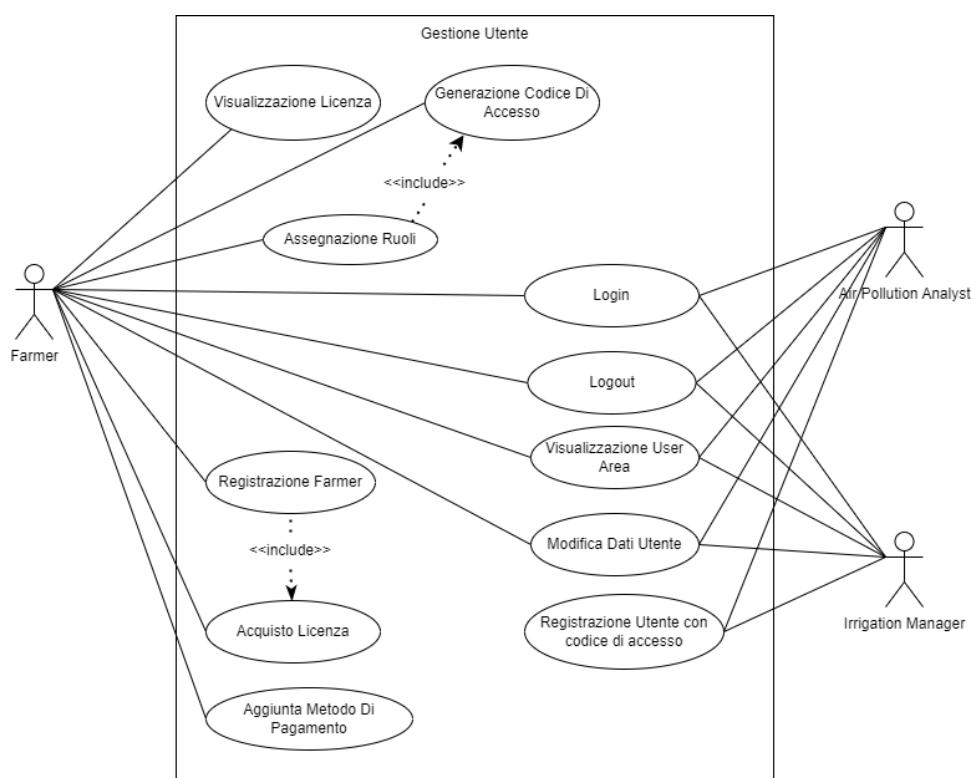 Gestione Utente
Visualizzazione Licenza
Generazione Codice Di
Accesso
<<include>>
Assegnazione Ruoli
Login
Air Pollution Analyst
Farmer
Logout
Visualizzazione User
Area
Registrazione Farmer
<<include>>
Modifica Dati Utente
Acquisto Licenza
Registrazione Utente con
codice di accesso
Irrigation Manager
Aggiunta Metodo Di
Pagamento